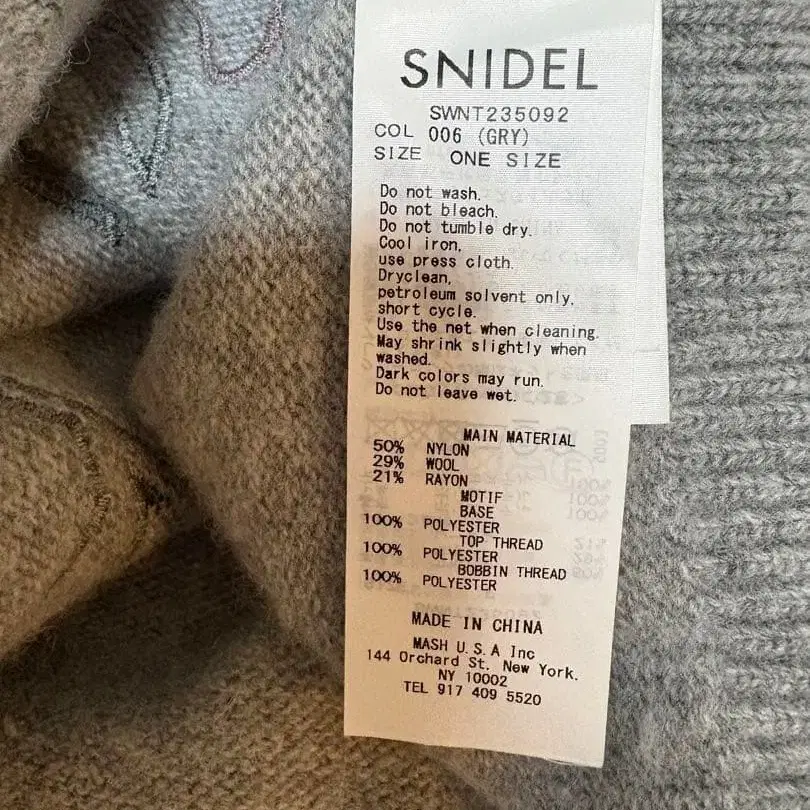 SNIDEL
SWNT235092
COL 006 (GRY)
SIZE ONE SIZE
Do not wash.
Do not bleach.
Do not tumble dry.
Cool iron,
use press cloth.
Dryclean,
petroleum solvent only,
short cycle.
Use the net when cleaning.
May shrink slightly when
washed.
Dark colors may run.
Do not leave wet.
MAIN MATERIAL
50% NYLON
29% WOOL
21% RAYON
MOTIF
BASE
100% POLYESTER
TOP THREAD
100% POLYESTER
BOBBIN THREAD
100% POLYESTER
MADE IN CHINA
MASH U.S.A Inc
144 Orchard St. New York.
NY 10002
TEL 917 409 5520